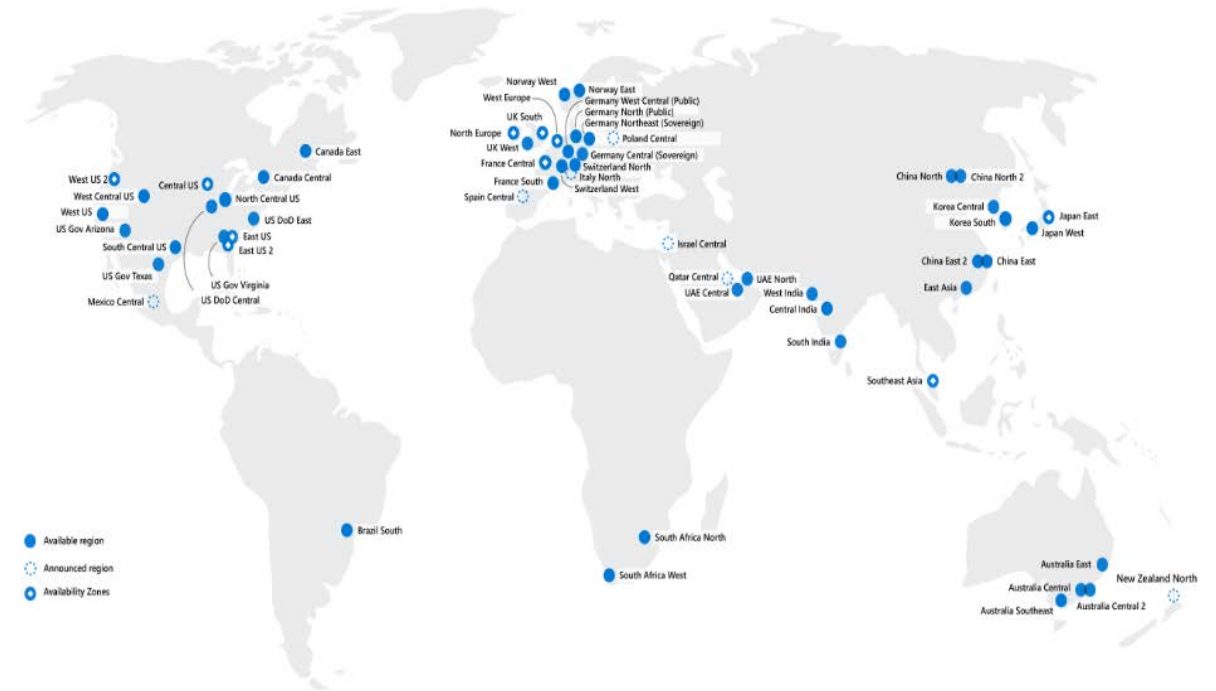 Norway West
Norway East
West Europe
Germany West Central (Public)
Germany North (Public)
UK South
Germany Northeast (Sovereign)
North Europe
Poland Central
UK West
Germany Central (Sovereign)
France Central
Switzerland North
Italy North
France South
Switzerland West
Spain Central
Canada East
Canada Central
West US 2
Central US
West Central US
North Central US
West US
US DoD East
US Gov Arizona
East US
South Central US
East US 2
US Gov Texas
US Gov Virginia
Mexico Central
US DoD Central
China North
China North 2
Korea Central
Japan East
Korea South
Japan West
Israel Central
China East 2
China East
Qatar Central
UAE North
UAE Central
West India
East Asia
Central India
South India
Southeast Asia
Brazil South
South Africa North
South Africa West
Available region
Announced region
Availability Zones
Australia East
New Zealand North
Australia Central
Australia Central 2
Australia Southeast